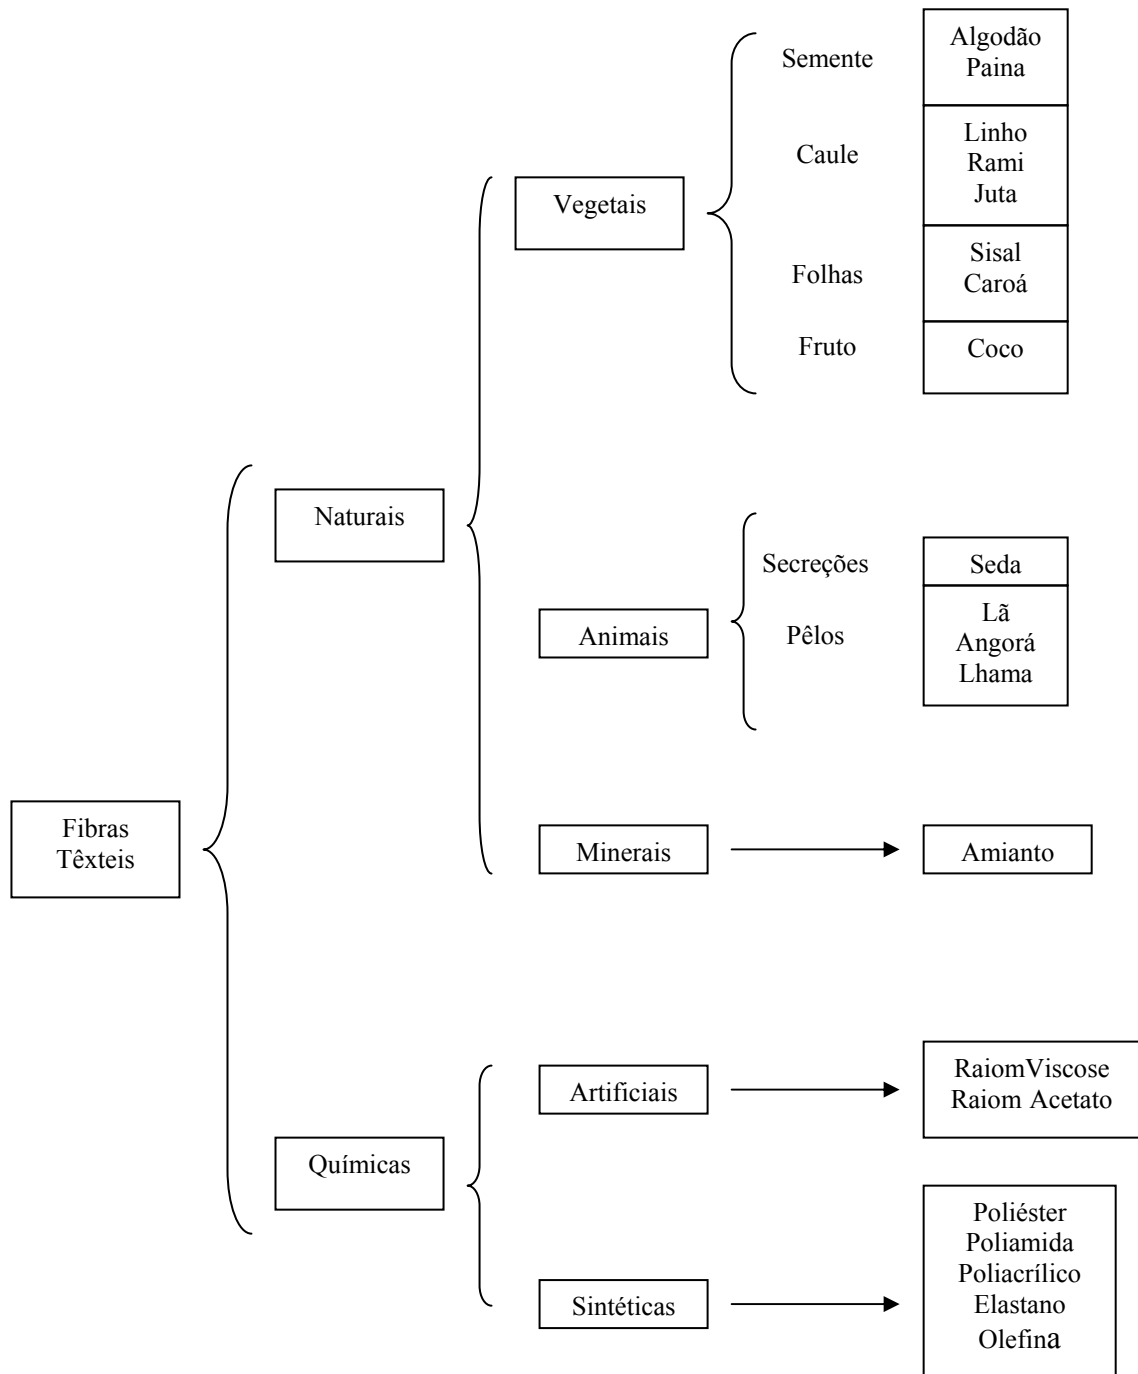 Semente
Algodão
Paina
Caule
Linho
Rami
Juta
Vegetais
Folhas
Sisal
Caroá
Fruto
Coco
Naturais
Secreções
Seda
Animais
Pêlos
Lã
Angorá
Lhama
Fibras
Têxteis
Minerais
Amianto
Artificiais
RaiomViscose
Raiom Acetato
Químicas
Sintéticas
Poliéster
Poliamida
Poliacrílico
Elastano
Olefina